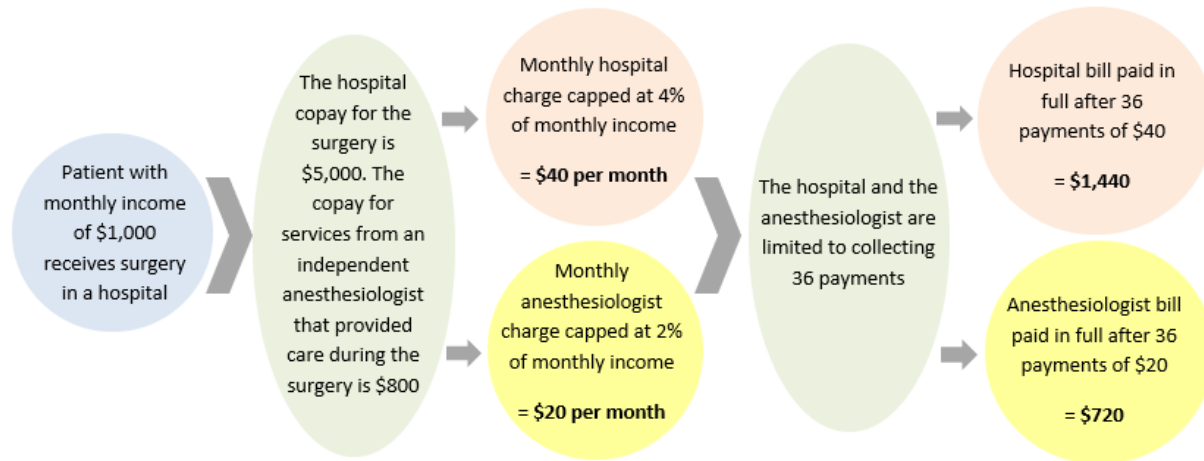 Patient with
monthly income
of $1,000
receives surgery
in a hospital
The hospital
copay for the
surgery is
$5,000. The
copay for
services from an
independent
anesthesiologist
that provided
care during the
surgery is $800
Monthly hospital
charge capped at 4%
of monthly income
= $40 per month
Monthly
anesthesiologist
charge capped at 2%
of monthly income
= $20 per month
The hospital and the
anesthesiologist are
limited to collecting
36 payments
Hospital bill paid in
full after 36
payments of $40
= $1,440
Anesthesiologist bill
paid in full after 36
payments of $20
= $720